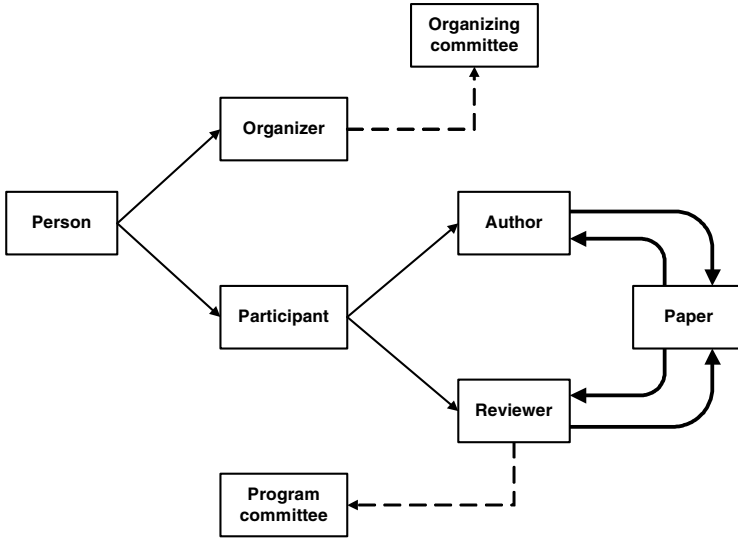 Organizing
committee
Organizer
Person
Author
Participant
Paper
Reviewer
Program
committee